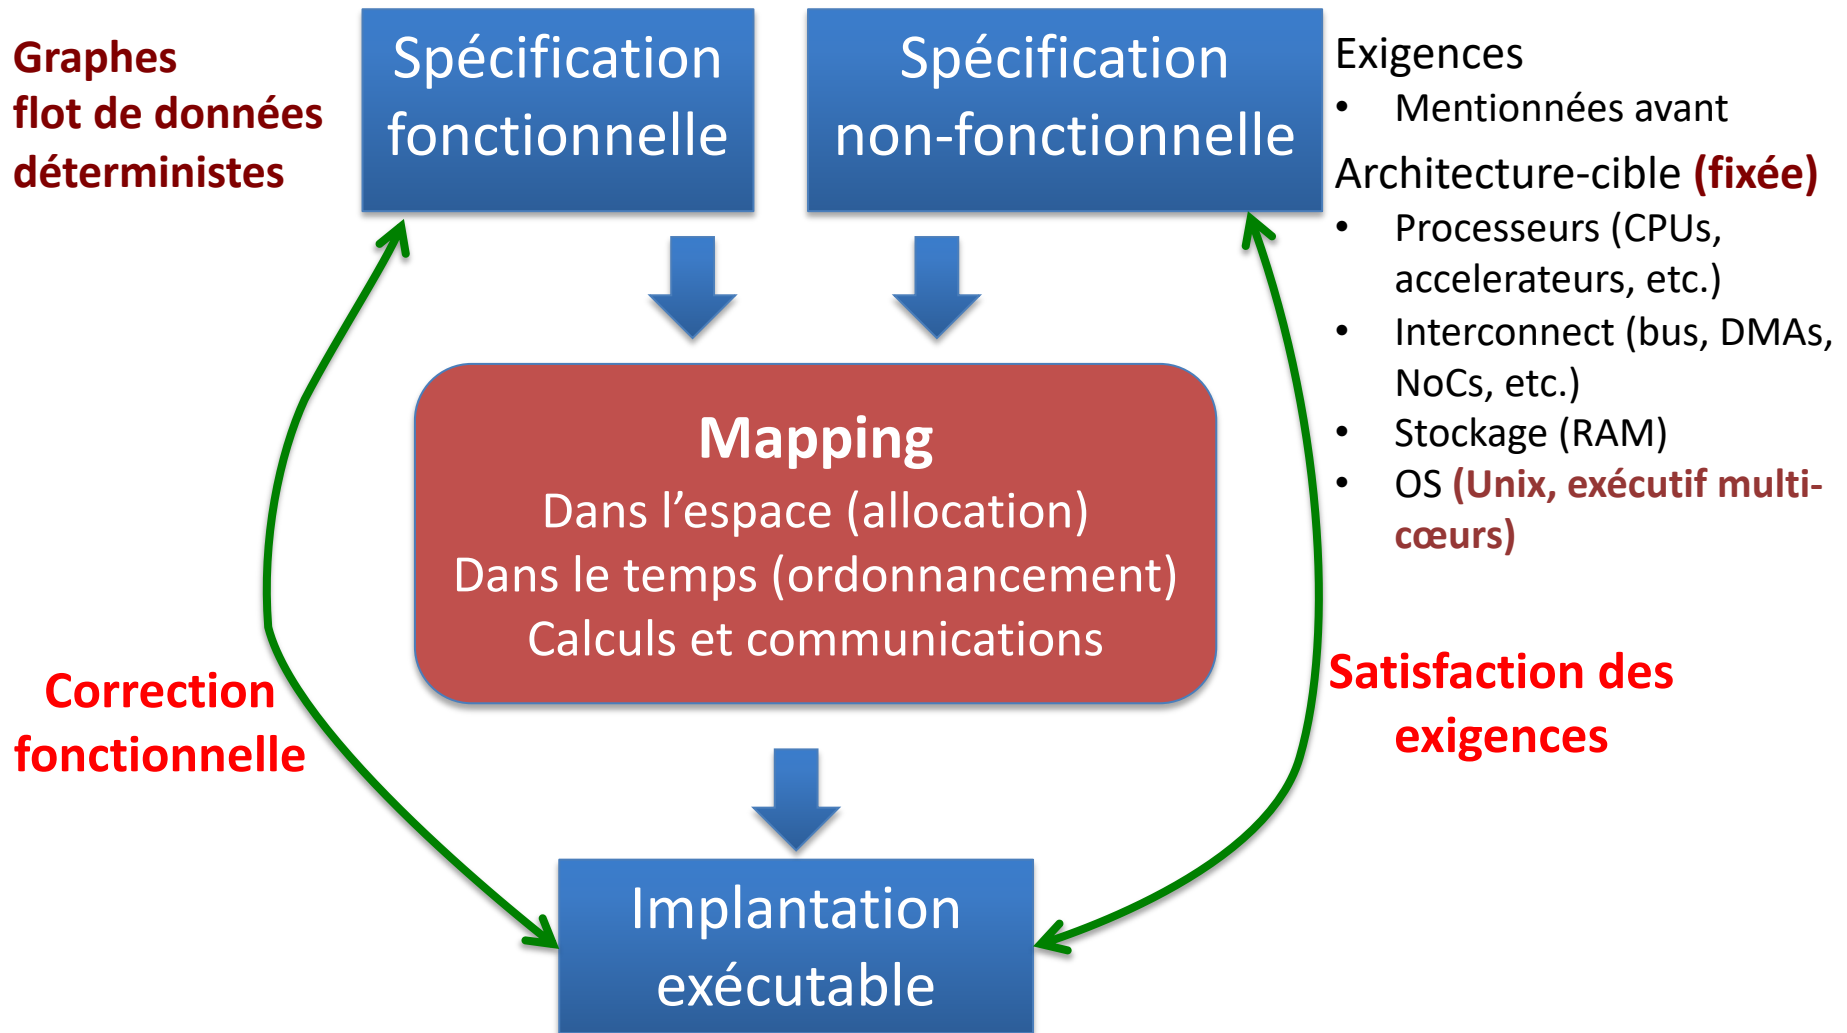 Graphes
flot de données
déterministes
Spécification
fonctionnelle
Spécification
non-fonctionnelle
Exigences
• Mentionnées avant
Architecture-cible (fixée)
• Processeurs (CPUs,
accelerateurs, etc.)
• Interconnect (bus, DMAs,
NoCs, etc.)
• Stockage (RAM)
• OS (Unix, exécutif multi-
cœurs)
Mapping
Dans l’espace (allocation)
Dans le temps (ordonnancement)
Calculs et communications
Correction
fonctionnelle
Satisfaction des
exigences
Implantation
exécutable